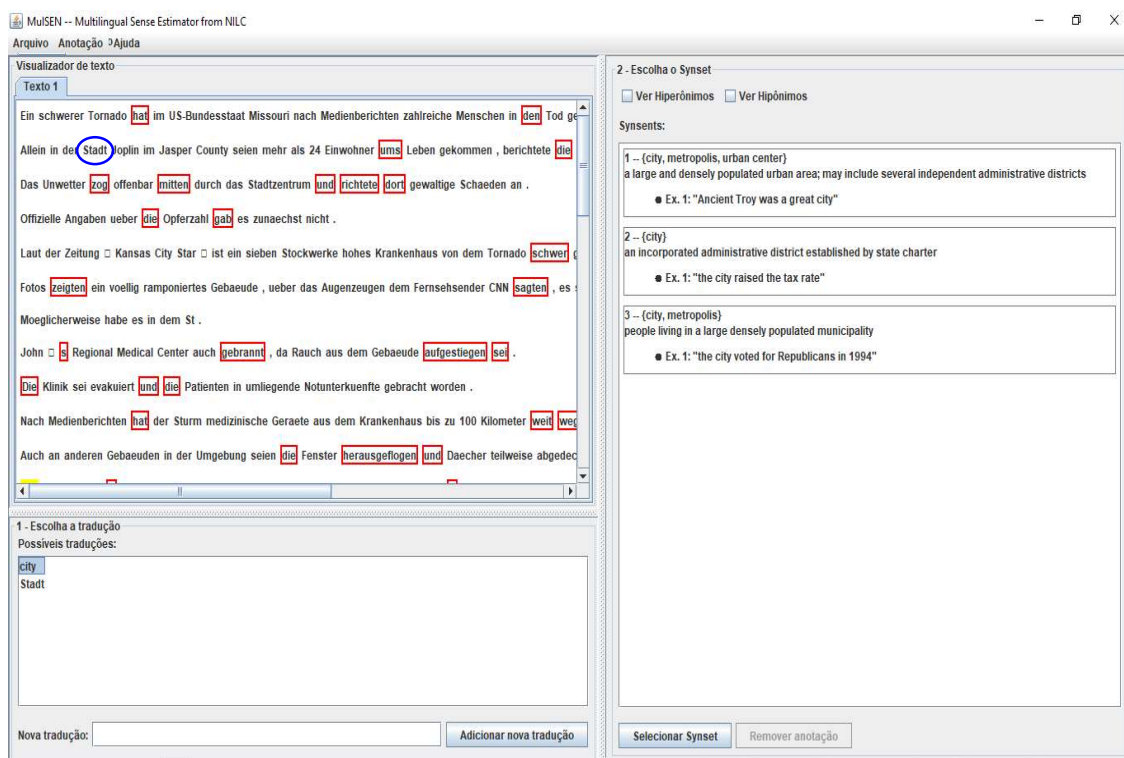 MulSEN -- Multilingual Sense Estimator from NILC
Arquivo Anotação Ajuda
Visualizador de texto
Texto 1
Ein schwerer Tornado hat im US-Bundesstaat Missouri nach Medienberichten zahlreiche Menschen in den Tod ge
Allein in der Stadt Joplin im Jasper County seien mehr als 24 Einwohner ums Leben gekommen , berichtete die
Das Unwetter zog offenbar mitten durch das Stadtzentrum und richtete dort gewaltige Schaeden an .
Offizielle Angaben ueber die Opferzahl gab es zunaechst nicht .
Laut der Zeitung □ Kansas City Star □ ist ein sieben Stockwerke hohes Krankenhaus von dem Tornado schwer g
Fotos zeigten ein voellig ramponiertes Gebaeude , ueber das Augenzeugen dem Fernsehsender CNN sagten , es s
Moeglicherweise habe es in dem St .
John □ s Regional Medical Center auch gebrannt , da Rauch aus dem Gebaeude aufgestiegen sei .
Die Klinik sei evakuiert und die Patienten in umliegende Notunterkuenfte gebracht worden .
Nach Medienberichten hat der Sturm medizinische Geraete aus dem Krankenhaus bis zu 100 Kilometer weit weg
Auch an anderen Gebaeuden in der Umgebung seien die Fenster herausgeflogen und Daecher teilweise abgedec
1 - Escolha a tradução
Possíveis traduções:
city
Stadt
Nova tradução:
Adicionar nova tradução
2 - Escolha o Synset
Ver Hiperônimos Ver Hipônimos
Synsents:
1 -- {city, metropolis, urban center}
a large and densely populated urban area; may include several independent administrative districts
● Ex. 1: "Ancient Troy was a great city"
2 -- {city}
an incorporated administrative district established by state charter
● Ex. 1: "the city raised the tax rate"
3 -- {city, metropolis}
people living in a large densely populated municipality
● Ex. 1: "the city voted for Republicans in 1994"
Selecionar Synset Remover anotação